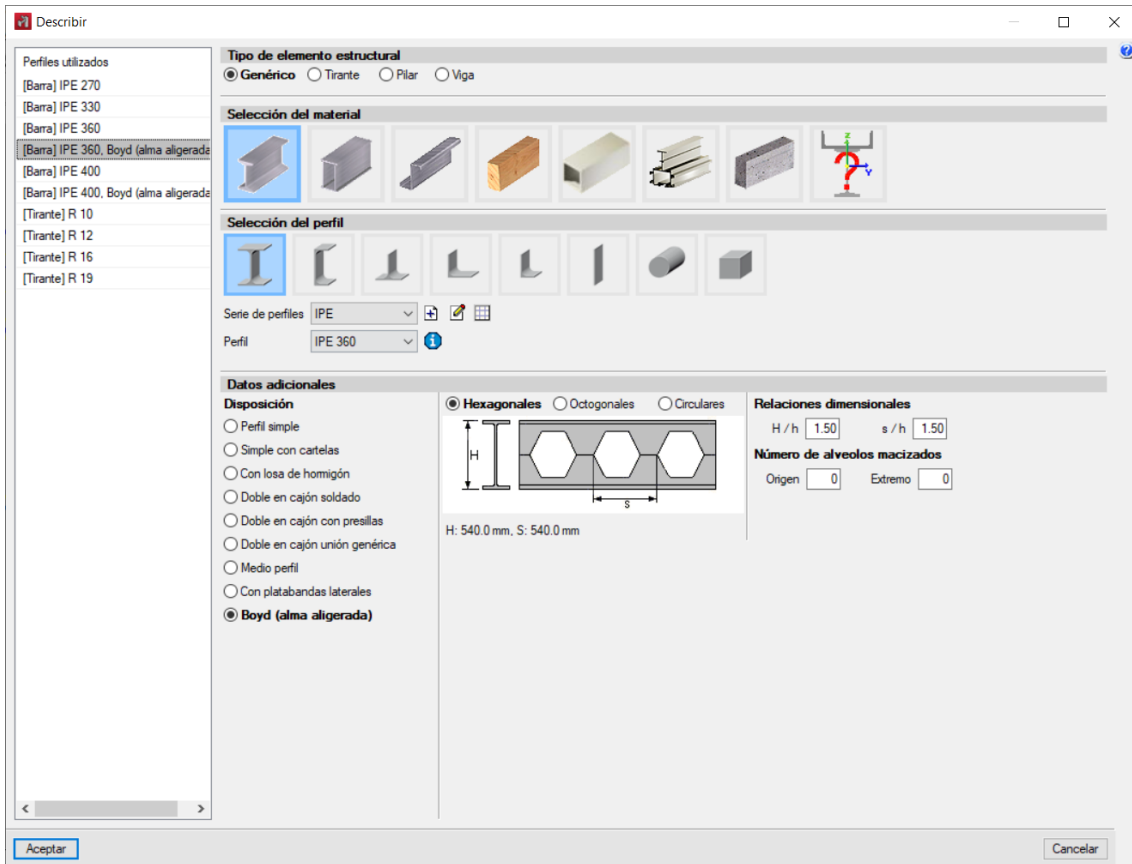 Describir
Perfiles utilizados
[Barra] IPE 270
[Barra] IPE 330
[Barra] IPE 360
[Barra] IPE 360, Boyd (alma aligerada
[Barra] IPE 400
[Barra] IPE 400, Boyd (alma aligerada
[Tirante] R 10
[Tirante] R 12
[Tirante] R 16
[Tirante] R 19
Tipo de elemento estructural
Genérico Tirante Pilar Viga
Selección del material
z
Y
Selección del perfil
Serie de perfiles IPE
Perfil IPE 360
Datos adicionales
Disposición
Perfil simple
Simple con cartelas
Con losa de hormigón
Doble en cajón soldado
Doble en cajón con presillas
Doble en cajón unión genérica
Medio perfil
Con platabandas laterales
Boyd (alma aligerada)
Hexagonales Octogonales Circulares
H
s
H: 540.0 mm, S: 540.0 mm
Relaciones dimensionales
H / h 1.50 s / h 1.50
Número de alveolos macizados
Origen 0 Extremo 0
Aceptar
Cancelar